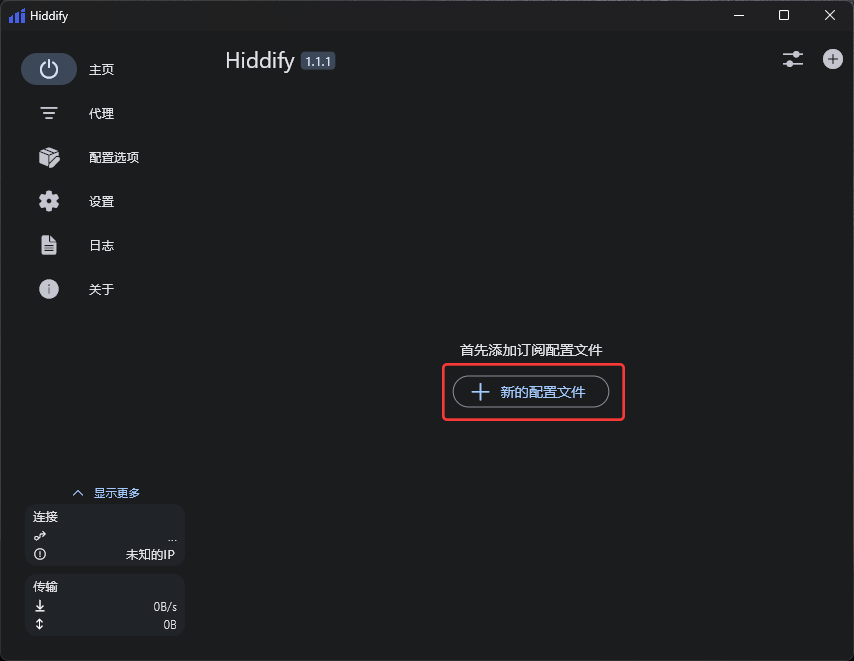 Hiddify
主页
代理
配置选项
设置
日志
关于
Hiddify 1.1.1
首先添加订阅配置文件
新的配置文件
显示更多
连接
...
未知的IP
传输
0B/s
0B